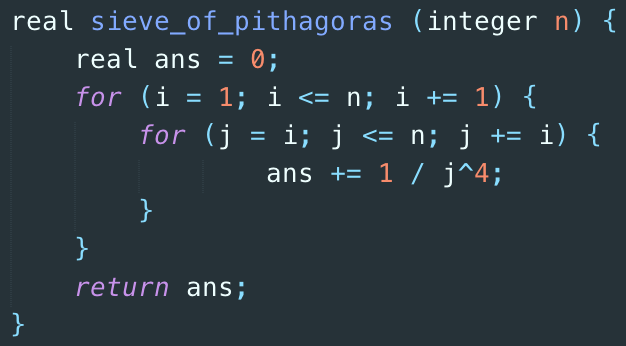 real sieve_of_pithagoras (integer n) {
    real ans = 0;
    for (i = 1; i <= n; i += 1) {
        for (j = i; j <= n; j += i) {
                ans += 1 / j^4;
        }
    }
    return ans;
}